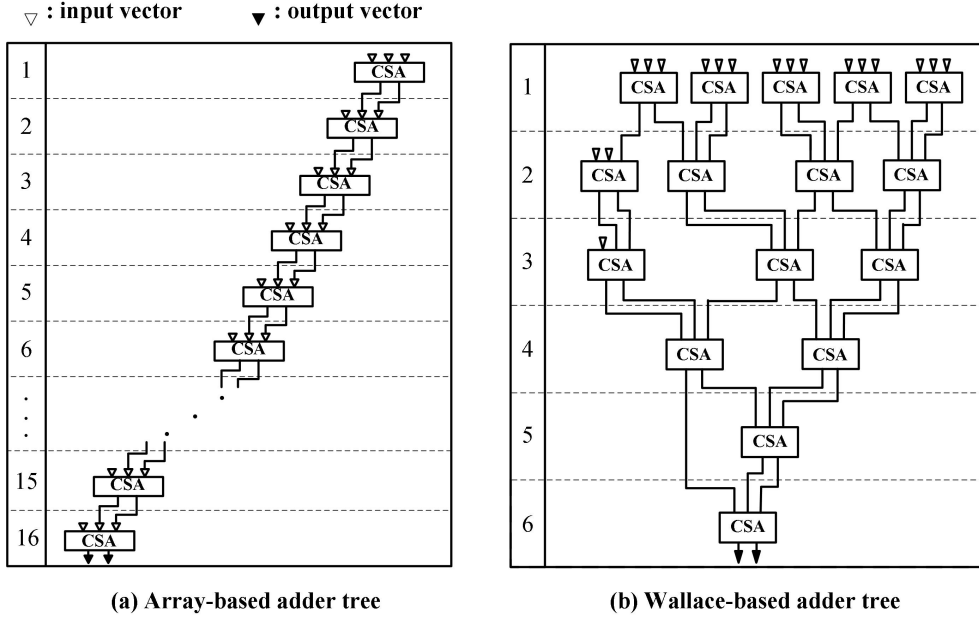 ▽ : input vector ▼ : output vector
1 CSA
2 CSA
3 CSA
4 CSA
5 CSA
6 CSA
15 CSA
16 CSA
(a) Array-based adder tree
1 CSA CSA CSA CSA CSA
2 CSA CSA CSA CSA
3 CSA CSA CSA
4 CSA CSA
5 CSA
6 CSA
(b) Wallace-based adder tree